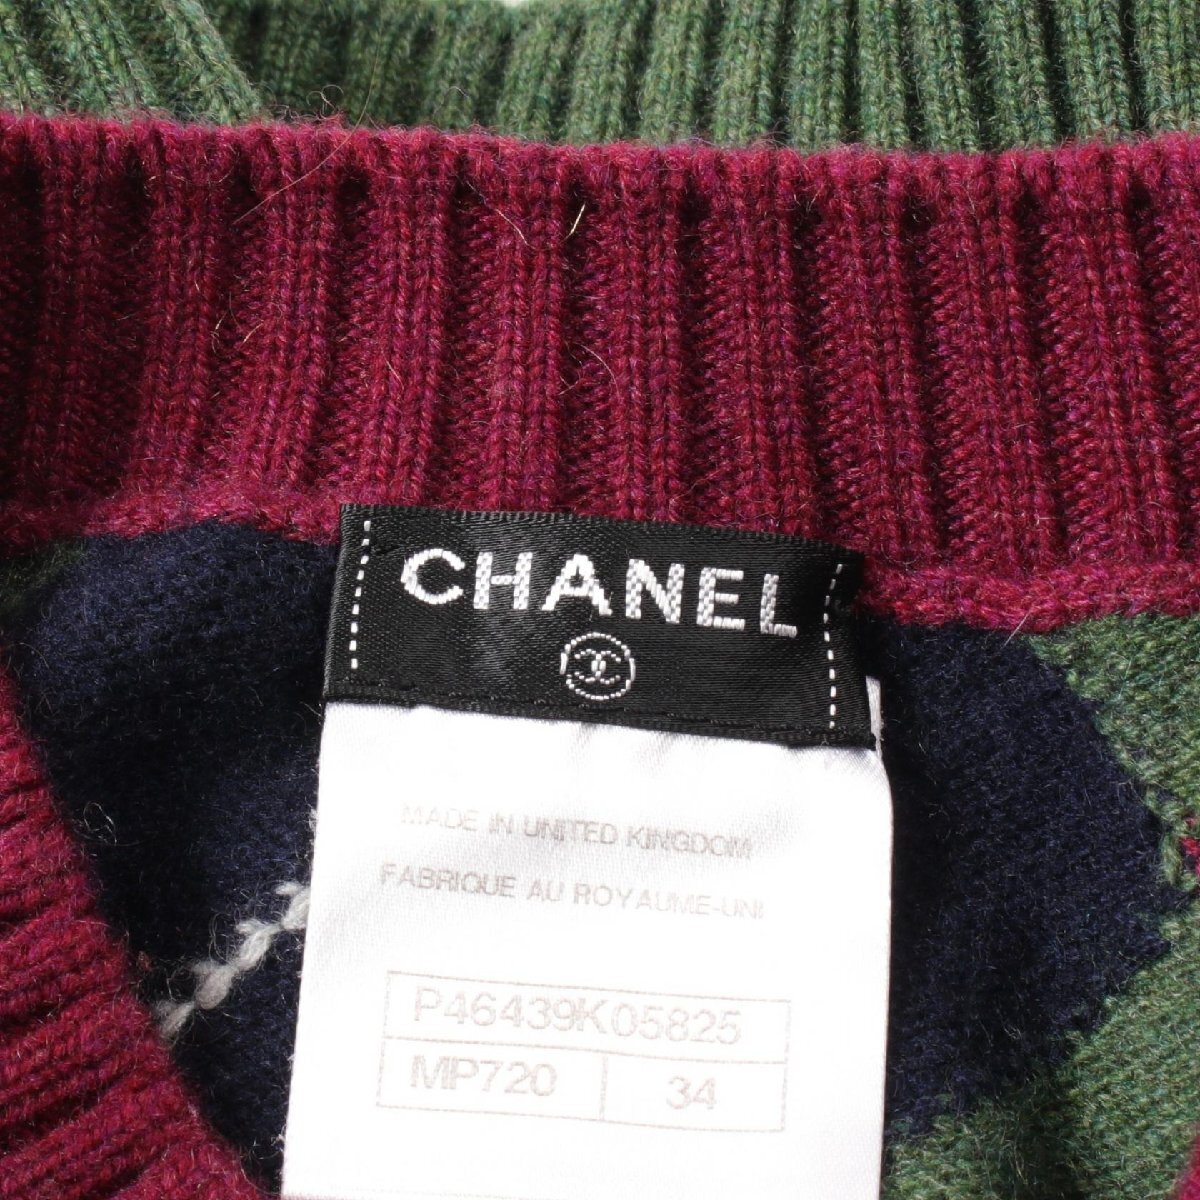 CHANEL
MADE IN UNITED KINGDOM
FABRIQUE AU ROYAUME-UNI
P46439K05825
MP720 34